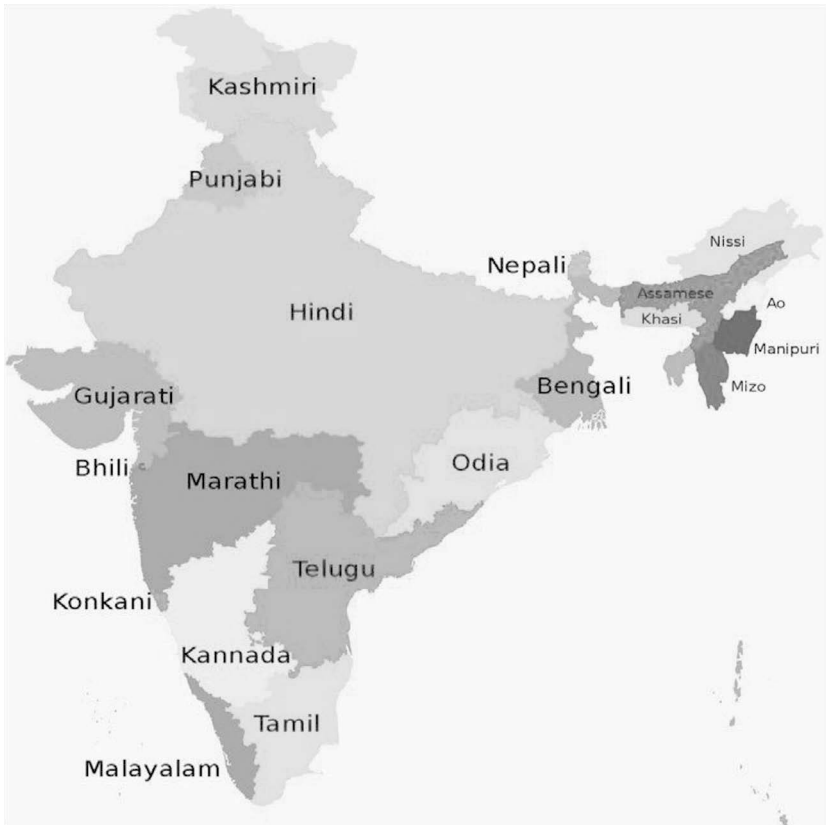 Kashmiri
Punjabi
Nissi
Nepali
Assamese
Ao
Hindi
Khasi
Manipuri
Bengali
Mizo
Gujarati
Bhili
Odia
Marathi
Telugu
Konkani
Kannada
Tamil
Malayalam